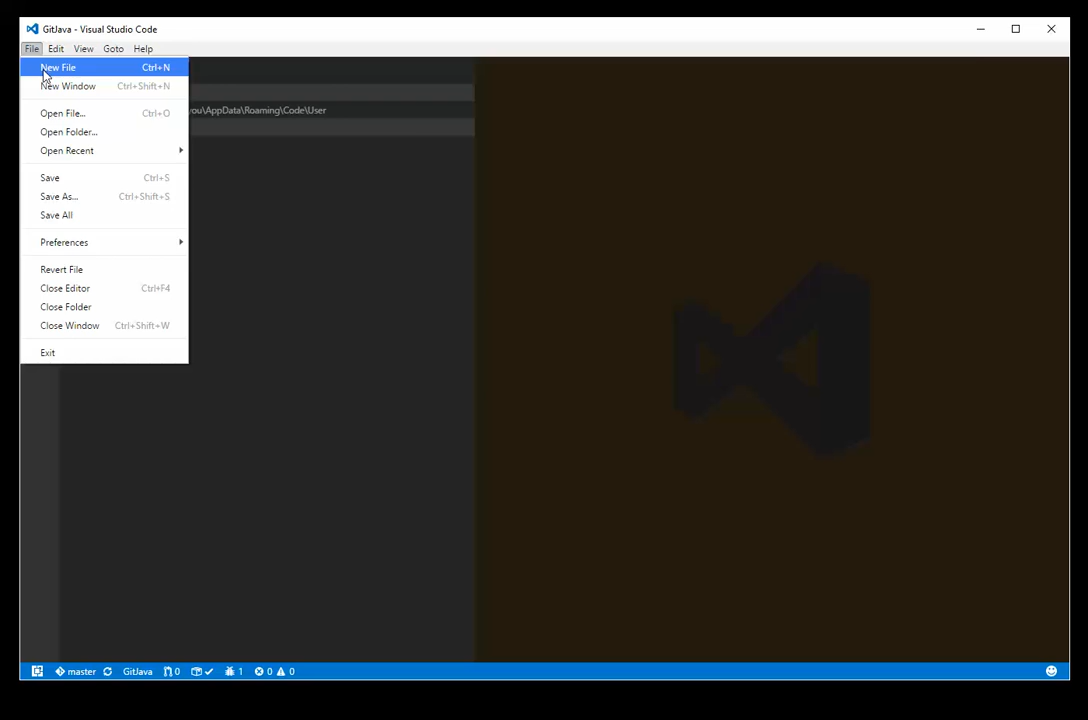 GitJava - Visual Studio Code
File Edit View Goto Help
New File Ctrl+N
New Window Ctrl+Shift+N
you\AppData\Roaming\Code\User
Open File... Ctrl+O
Open Folder...
Open Recent
Save Ctrl+S
Save As... Ctrl+Shift+S
Save All
Preferences
Revert File
Close Editor Ctrl+F4
Close Folder
Close Window Ctrl+Shift+W
Exit
master GitJava 0 1 0 0